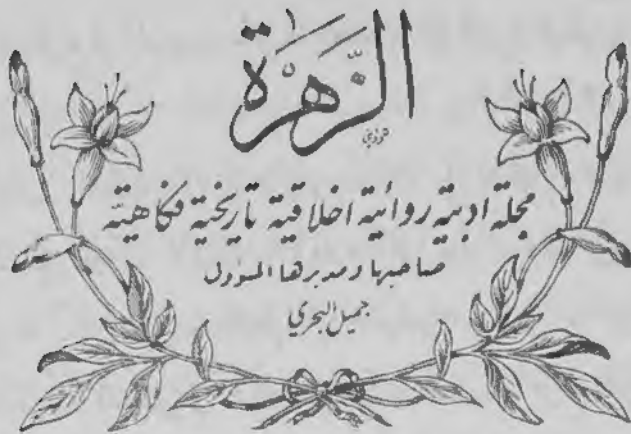 الزهرة
مجلة ادبية روائية اخلاقية تاريخية فكاهية
صاحبها ومديرها المسؤول
جميل البحري